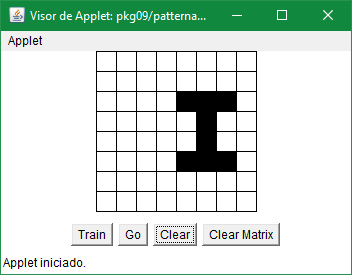 Visor de Applet: pkg09/patterna...
Applet
Train Go Clear Clear Matrix
Applet iniciado.